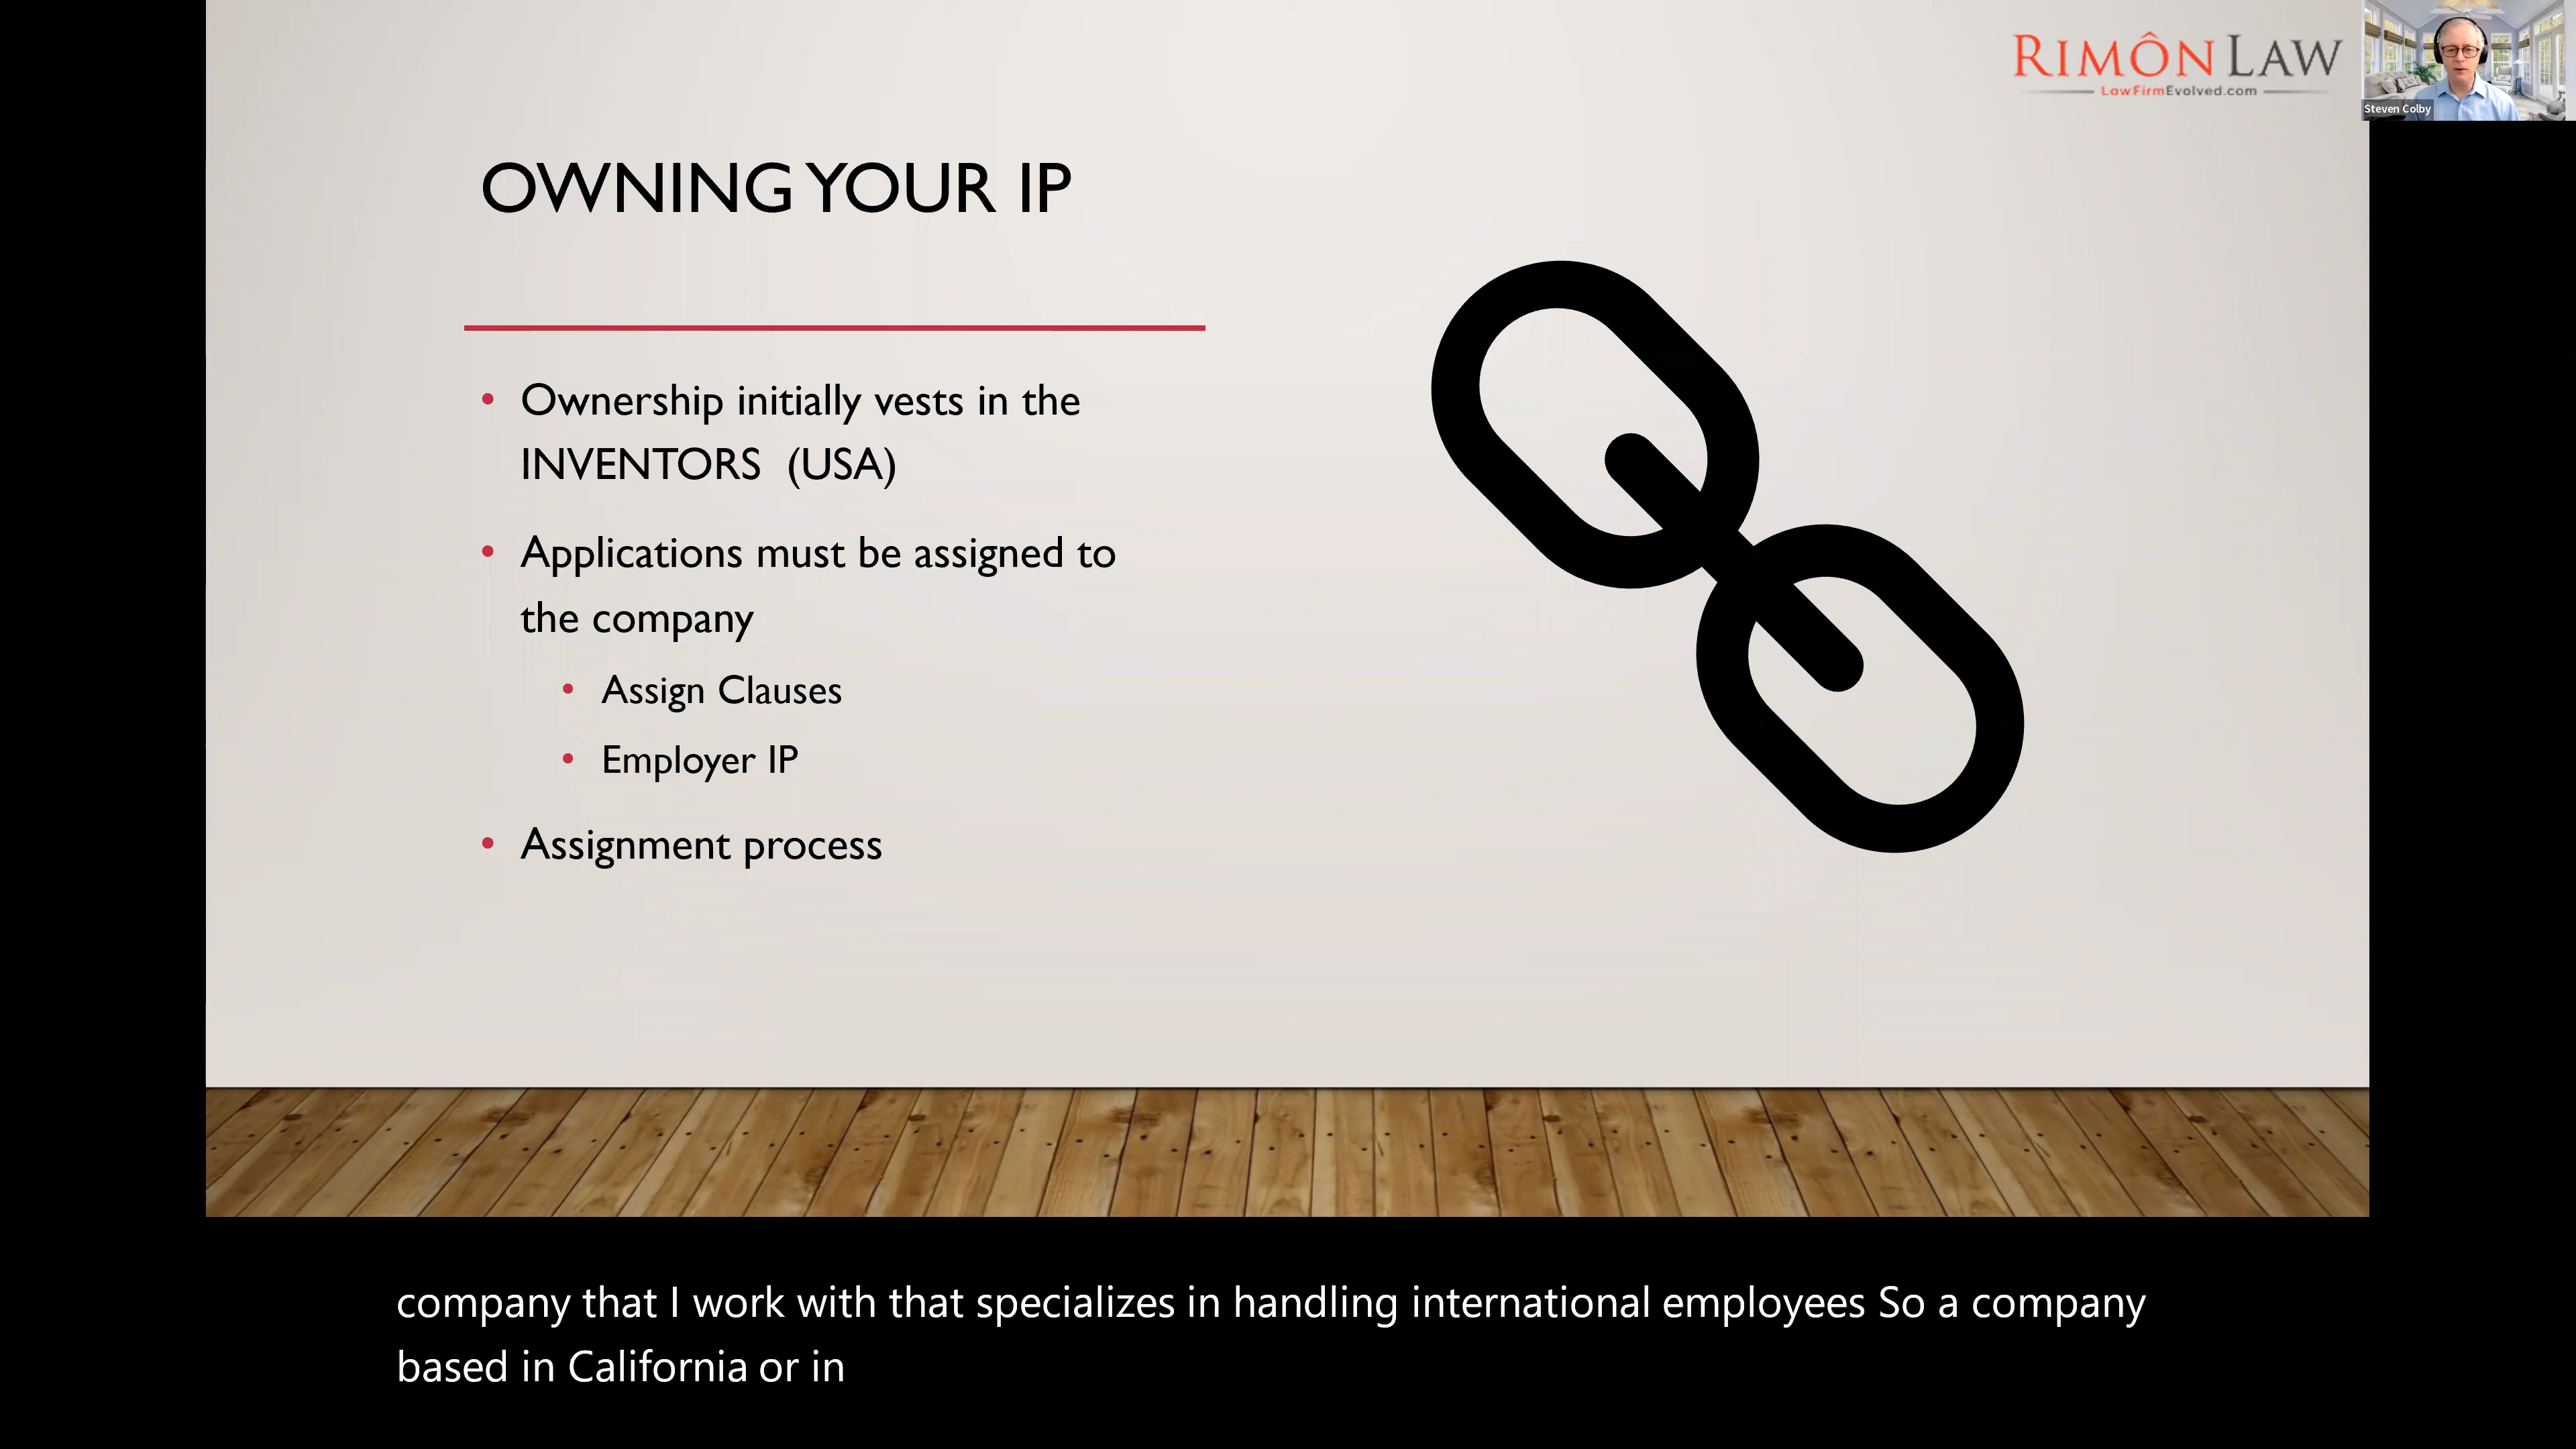 RIMÔN LAW
LawFirmEvolved.com
Steven Colby
OWNING YOUR IP
• Ownership initially vests in the
INVENTORS (USA)
• Applications must be assigned to
the company
• Assign Clauses
• Employer IP
• Assignment process
company that I work with that specializes in handling international employees So a company
based in California or in